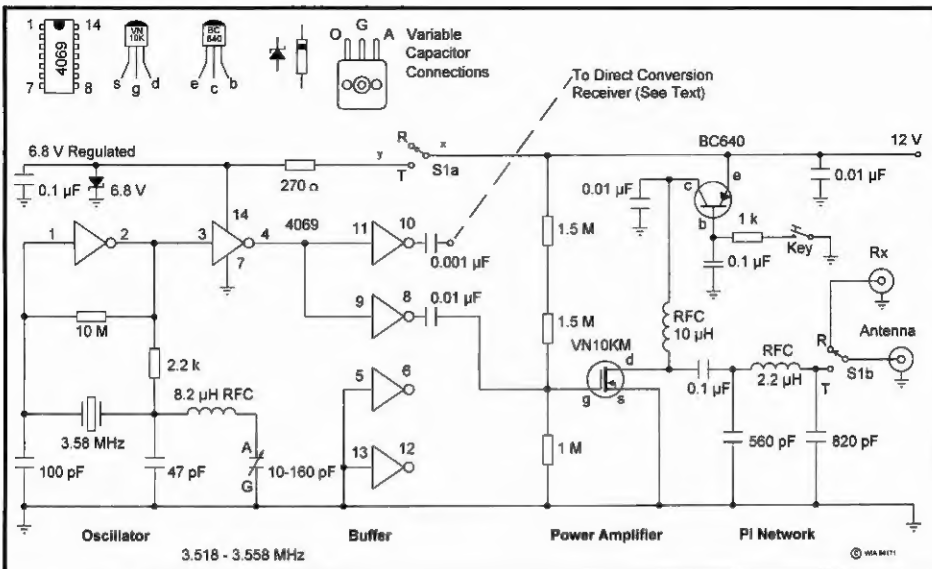 1
14
4069
7
8
VN
10K
s
g
d
BC
640
e
c
b
O
G
A
Variable
Capacitor
Connections
To Direct Conversion
Receiver (See Text)
6.8 V Regulated
0.1 µF
6.8 V
270 Ω
y
R
T
S1a
x
BC640
12 V
0.01 µF
c
e
b
0.01 µF
1 k
Key
0.1 µF
14
1
2
3
4
7
4069
11
10
0.001 µF
9
8
0.01 µF
5
6
13
12
10 M
2.2 k
8.2 µH RFC
3.58 MHz
100 pF
47 pF
A
G
10-160 pF
1.5 M
1.5 M
1 M
VN10KM
g
d
s
RFC
10 µH
0.1 µF
RFC
2.2 µH
560 pF
820 pF
Rx
Antenna
R
T
S1b
Oscillator
Buffer
Power Amplifier
PI Network
3.518 - 3.558 MHz